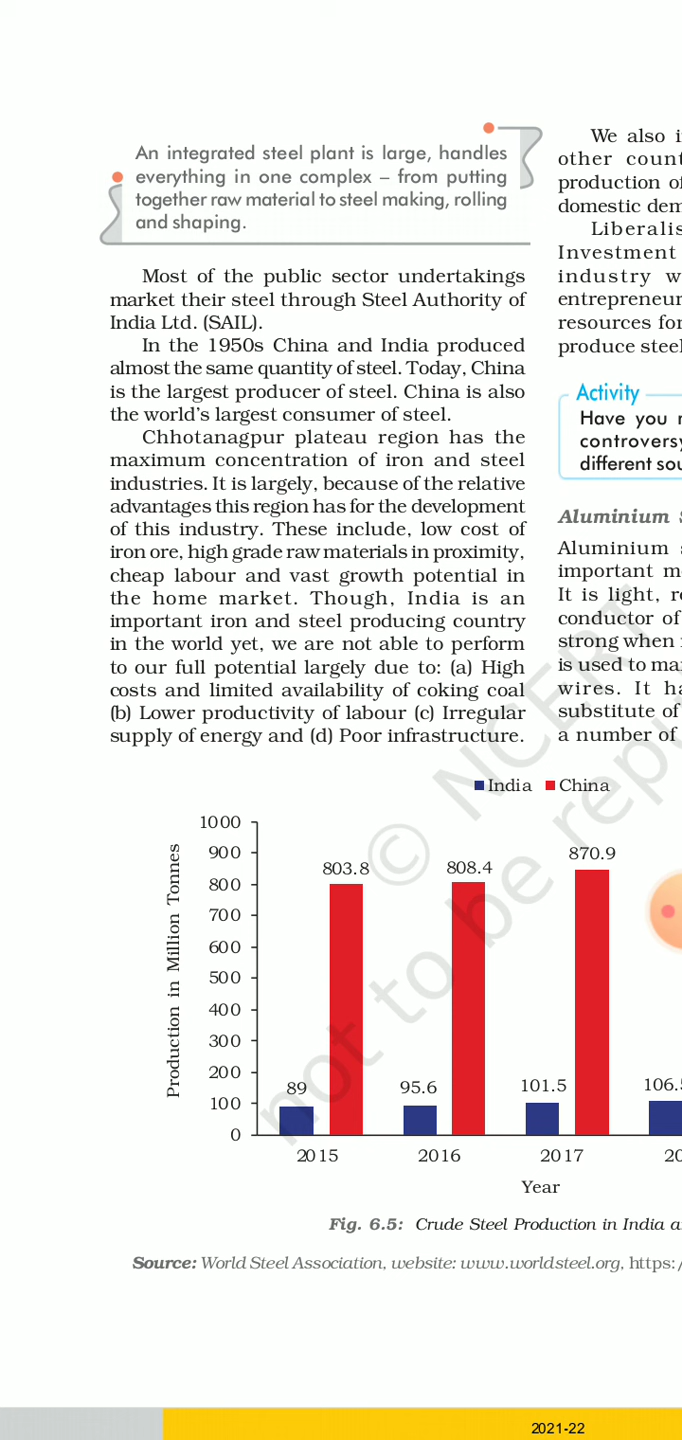 An integrated steel plant is large, handles
everything in one complex – from putting
together raw material to steel making, rolling
and shaping.
Most of the public sector undertakings
market their steel through Steel Authority of
India Ltd. (SAIL).
In the 1950s China and India produced
almost the same quantity of steel. Today, China
is the largest producer of steel. China is also
the world's largest consumer of steel.
Chhotanagpur plateau region has the
maximum concentration of iron and steel
industries. It is largely, because of the relative
advantages this region has for the development
of this industry. These include, low cost of
iron ore, high grade raw materials in proximity,
cheap labour and vast growth potential in
the home market. Though, India is an
important iron and steel producing country
in the world yet, we are not able to perform
to our full potential largely due to: (a) High
costs and limited availability of coking coal
(b) Lower productivity of labour (c) Irregular
supply of energy and (d) Poor infrastructure.
We also
other
production
domestic
Investment
industry
resources for
produce steel
Activity
Have you
controversy
different
Aluminium
Aluminium
important
It is light,
conductor of
strong when
is used to
wires. It
substitute of
a number of
India China
Production in Million Tonnes
1000
900
800
700
600
500
400
300
200
100
0
89
803.8
95.6
808.4
101.5
870.9
106.5
2015 2016 2017
Year
Fig. 6.5: Crude Steel Production in India
Source: World Steel Association, website: www.worldsteel.org, https:/
© NCERT
not to be
2021-22